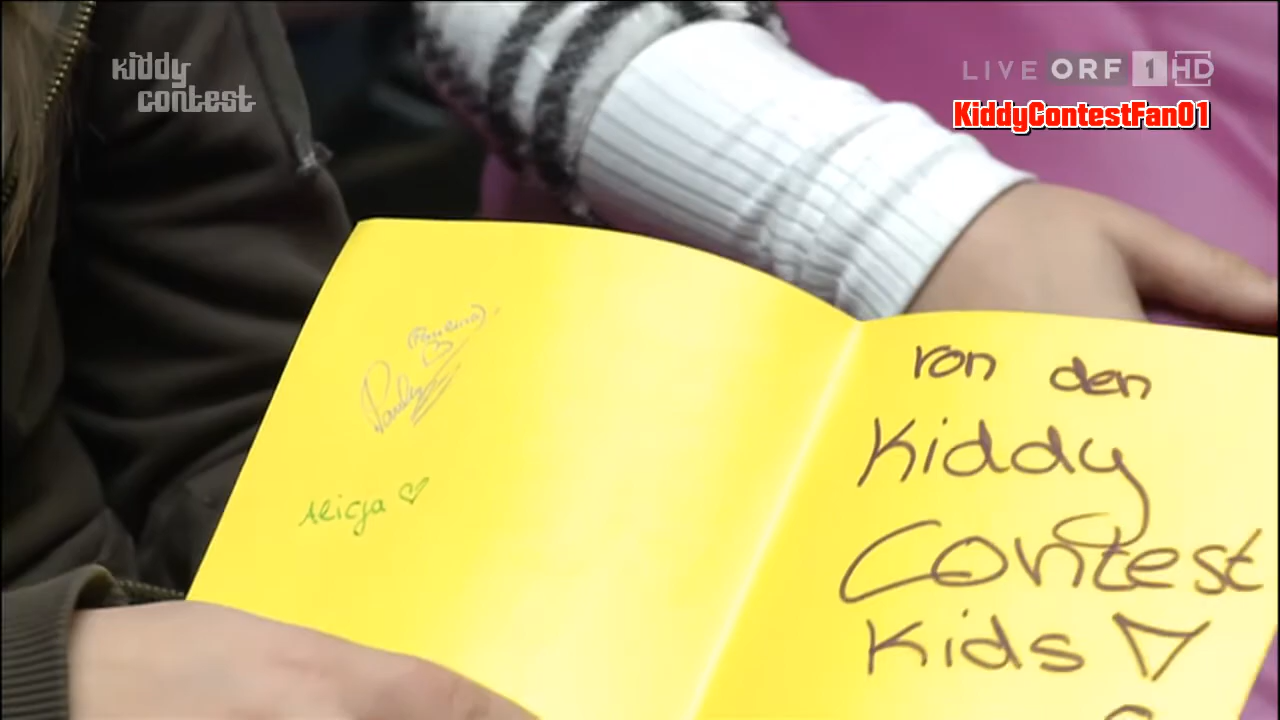 kiddy
contest
LIVE ORF 1 HD
KiddyContestFan01
Alicja ♡
von den
Kiddy
Contest
Kids